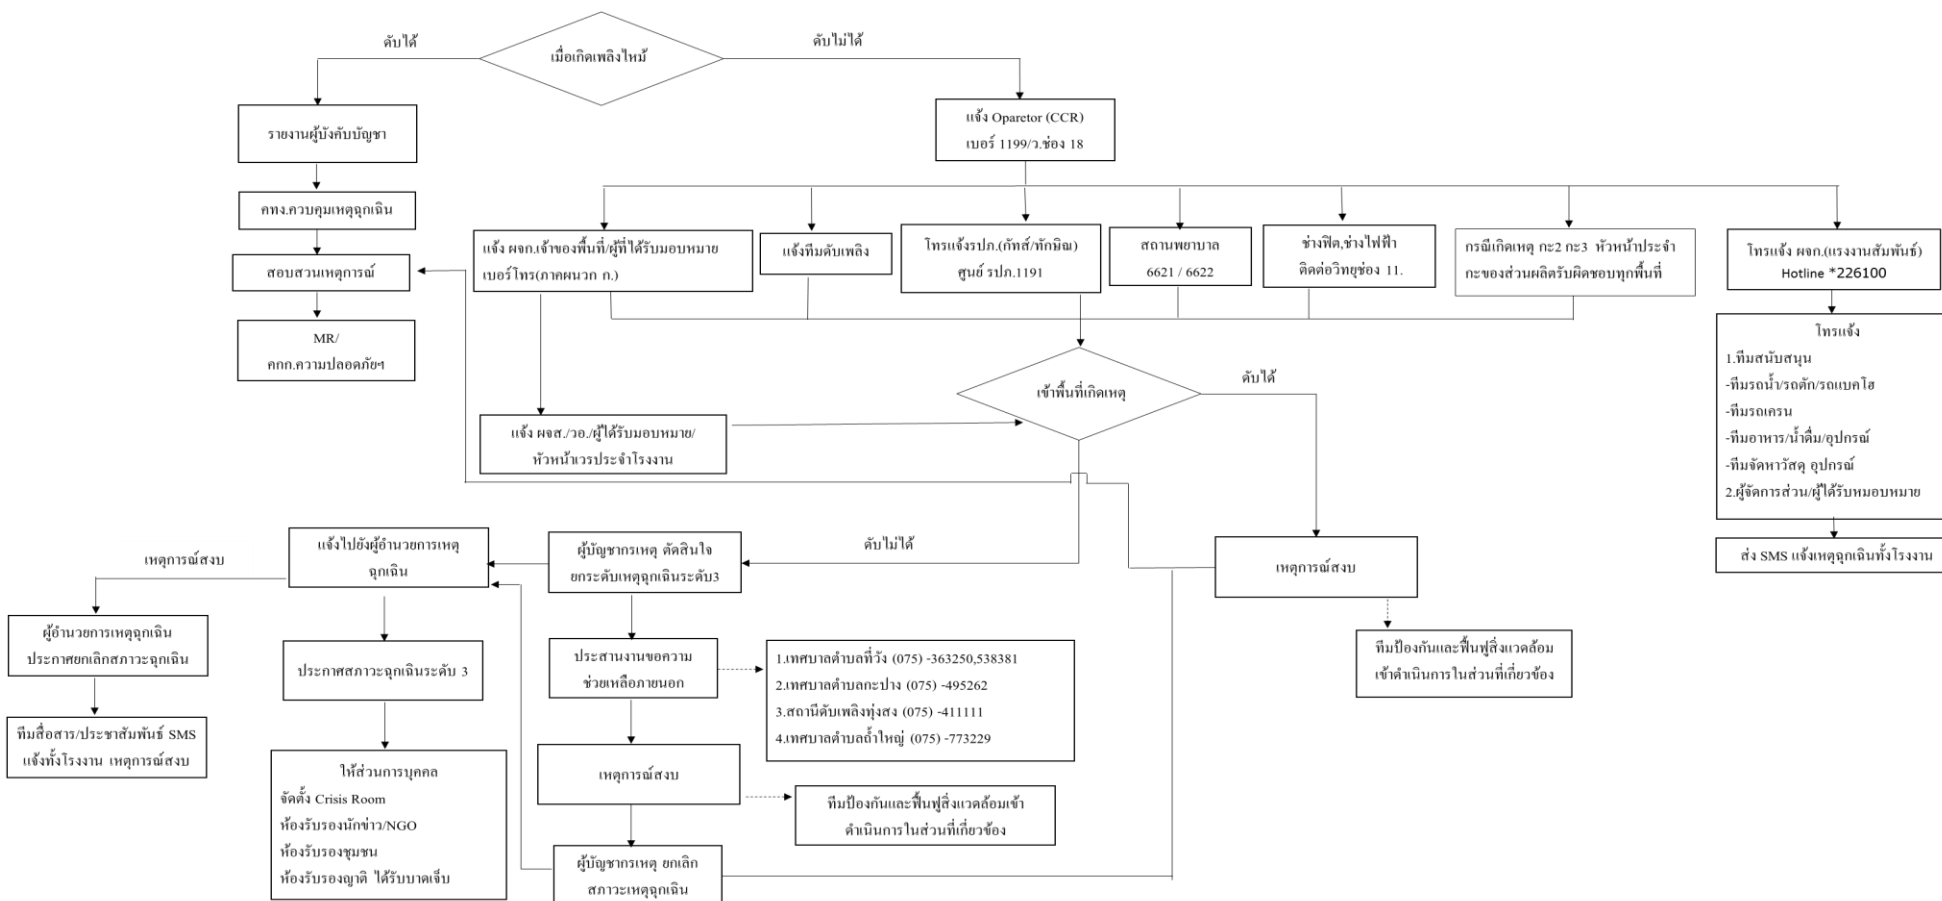 ดับได้
เมื่อเกิดเพลิงไหม้
ดับไม่ได้
รายงานผู้บังคับบัญชา
แจ้ง Oparetor (CCR)
เบอร์ 1199/ว.ช่อง 18
คทง.ควบคุมเหตุฉุกเฉิน
แจ้ง ผจก.เจ้าของพื้นที่/ผู้ที่ได้รับมอบหมาย
เบอร์โทร(ภาคผนวก ก.)
แจ้งทีมดับเพลิง
โทรแจ้งรปภ.(กัทส์/ทักษิณ)
ศูนย์ รปภ.1191
สถานพยาบาล
6621 / 6622
ช่างฟิต,ช่างไฟฟ้า
ติดต่อวิทยุช่อง 11.
กรณีเกิดเหตุ กะ2 กะ3 หัวหน้าประจำ
กะของส่วนผลิตรับผิดชอบทุกพื้นที่
โทรแจ้ง ผจก.(แรงงานสัมพันธ์)
Hotline *226100
สอบสวนเหตุการณ์
MR/
คกก.ความปลอดภัยฯ
โทรแจ้ง
1.ทีมสนับสนุน
-ทีมรถน้ำ/รถตัก/รถแบคโฮ
-ทีมรถเครน
-ทีมอาหาร/น้ำดื่ม/อุปกรณ์
-ทีมจัดหาวัสดุ อุปกรณ์
2.ผู้จัดการส่วน/ผู้ได้รับหมอบหมาย
เข้าพื้นที่เกิดเหตุ
ดับได้
แจ้ง ผจส./วอ./ผู้ได้รับมอบหมาย/
หัวหน้าเวรประจำโรงงาน
ส่ง SMS แจ้งเหตุฉุกเฉินทั้งโรงงาน
ดับไม่ได้
เหตุการณ์สงบ
แจ้งไปยังผู้อำนวยการเหตุ
ฉุกเฉิน
ผู้บัญชากรเหตุ ตัดสินใจ
ยกระดับเหตุฉุกเฉินระดับ3
เหตุการณ์สงบ
ผู้อำนวยการเหตุฉุกเฉิน
ประกาศยกเลิกสภาวะฉุกเฉิน
ประกาศสภาวะฉุกเฉินระดับ 3
ประสานงานขอความ
ช่วยเหลือภายนอก
1.เทศบาลตำบลที่วัง (075) -363250,538381
2.เทศบาลตำบลกะปาง (075) -495262
3.สถานีดับเพลิงทุ่งสง (075) -411111
4.เทศบาลตำบลถ้ำใหญ่ (075) -773229
ทีมป้องกันและฟื้นฟูสิ่งแวดล้อม
เข้าดำเนินการในส่วนที่เกี่ยวข้อง
ทีมสื่อสาร/ประชาสัมพันธ์ SMS
แจ้งทั้งโรงงาน เหตุการณ์สงบ
ให้ส่วนการบุคคล
จัดตั้ง Crisis Room
ห้องรับรองนักข่าว/NGO
ห้องรับรองชุมชน
ห้องรับรองญาติ ได้รับบาดเจ็บ
เหตุการณ์สงบ
ทีมป้องกันและฟื้นฟูสิ่งแวดล้อมเข้า
ดำเนินการในส่วนที่เกี่ยวข้อง
ผู้บัญชากรเหตุ ยกเลิก
สภาวะเหตุฉุกเฉิน